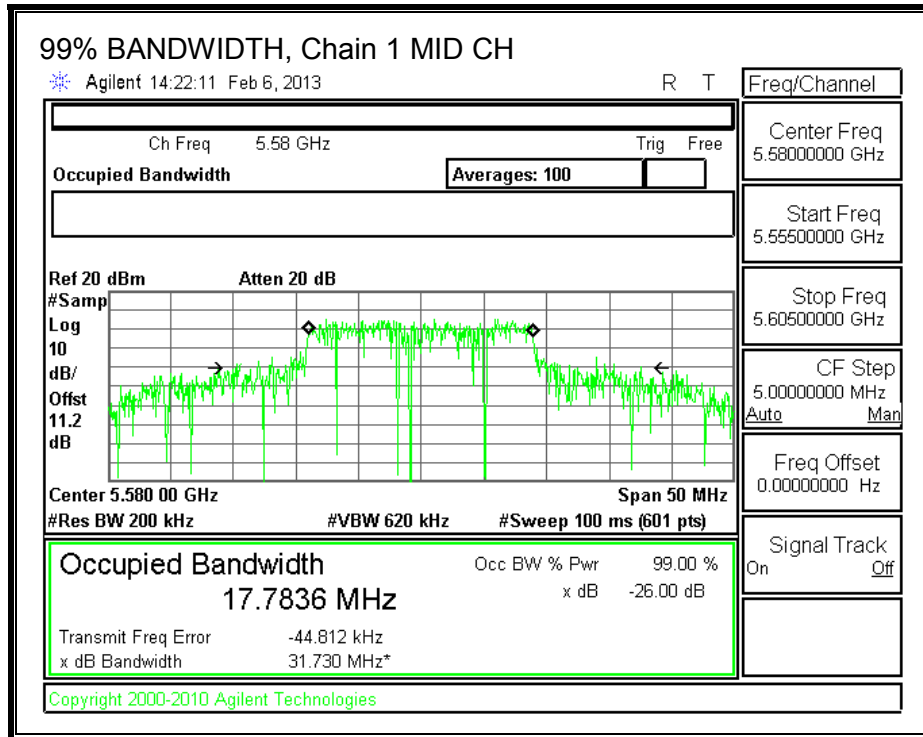 99% BANDWIDTH, Chain 1 MID CH
Agilent 14:22:11 Feb 6, 2013 R T
Freq/Channel
Ch Freq 5.58 GHz Trig Free
Occupied Bandwidth Averages: 100
Center Freq
5.58000000 GHz
Start Freq
5.55500000 GHz
Stop Freq
5.60500000 GHz
CF Step
5.00000000 MHz
Auto Man
Freq Offset
0.00000000 Hz
Signal Track
On Off
Ref 20 dBm Atten 20 dB
#Samp
Log
10
dB/
Offst
11.2
dB
Center 5.580 00 GHz Span 50 MHz
#Res BW 200 kHz #VBW 620 kHz #Sweep 100 ms (601 pts)
Occupied Bandwidth Occ BW % Pwr 99.00 %
17.7836 MHz x dB -26.00 dB
Transmit Freq Error -44.812 kHz
x dB Bandwidth 31.730 MHz*
Copyright 2000-2010 Agilent Technologies